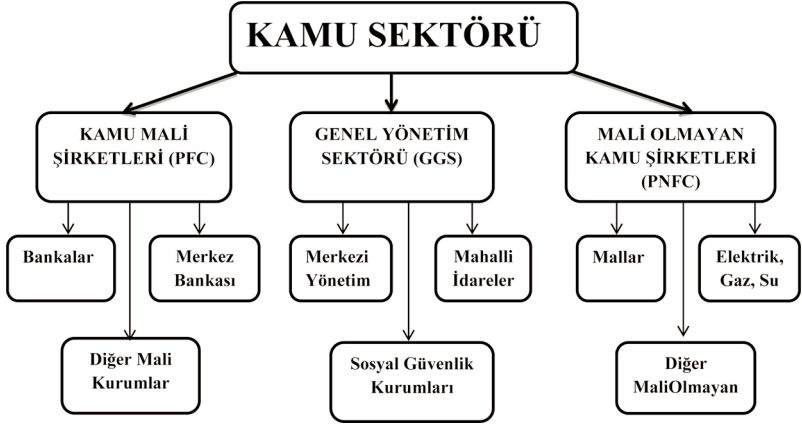 KAMU SEKTÖRÜ
KAMU MALİ
ŞİRKETLERİ (PFC)
GENEL YÖNETİM
SEKTÖRÜ (GGS)
MALİ OLMAYAN
KAMU ŞİRKETLERİ
(PNFC)
Bankalar
Merkez
Bankası
Merkezi
Yönetim
Mahalli
İdareler
Mallar
Elektrik,
Gaz, Su
Diğer Mali
Kurumlar
Sosyal Güvenlik
Kurumları
Diğer
MaliOlmayan